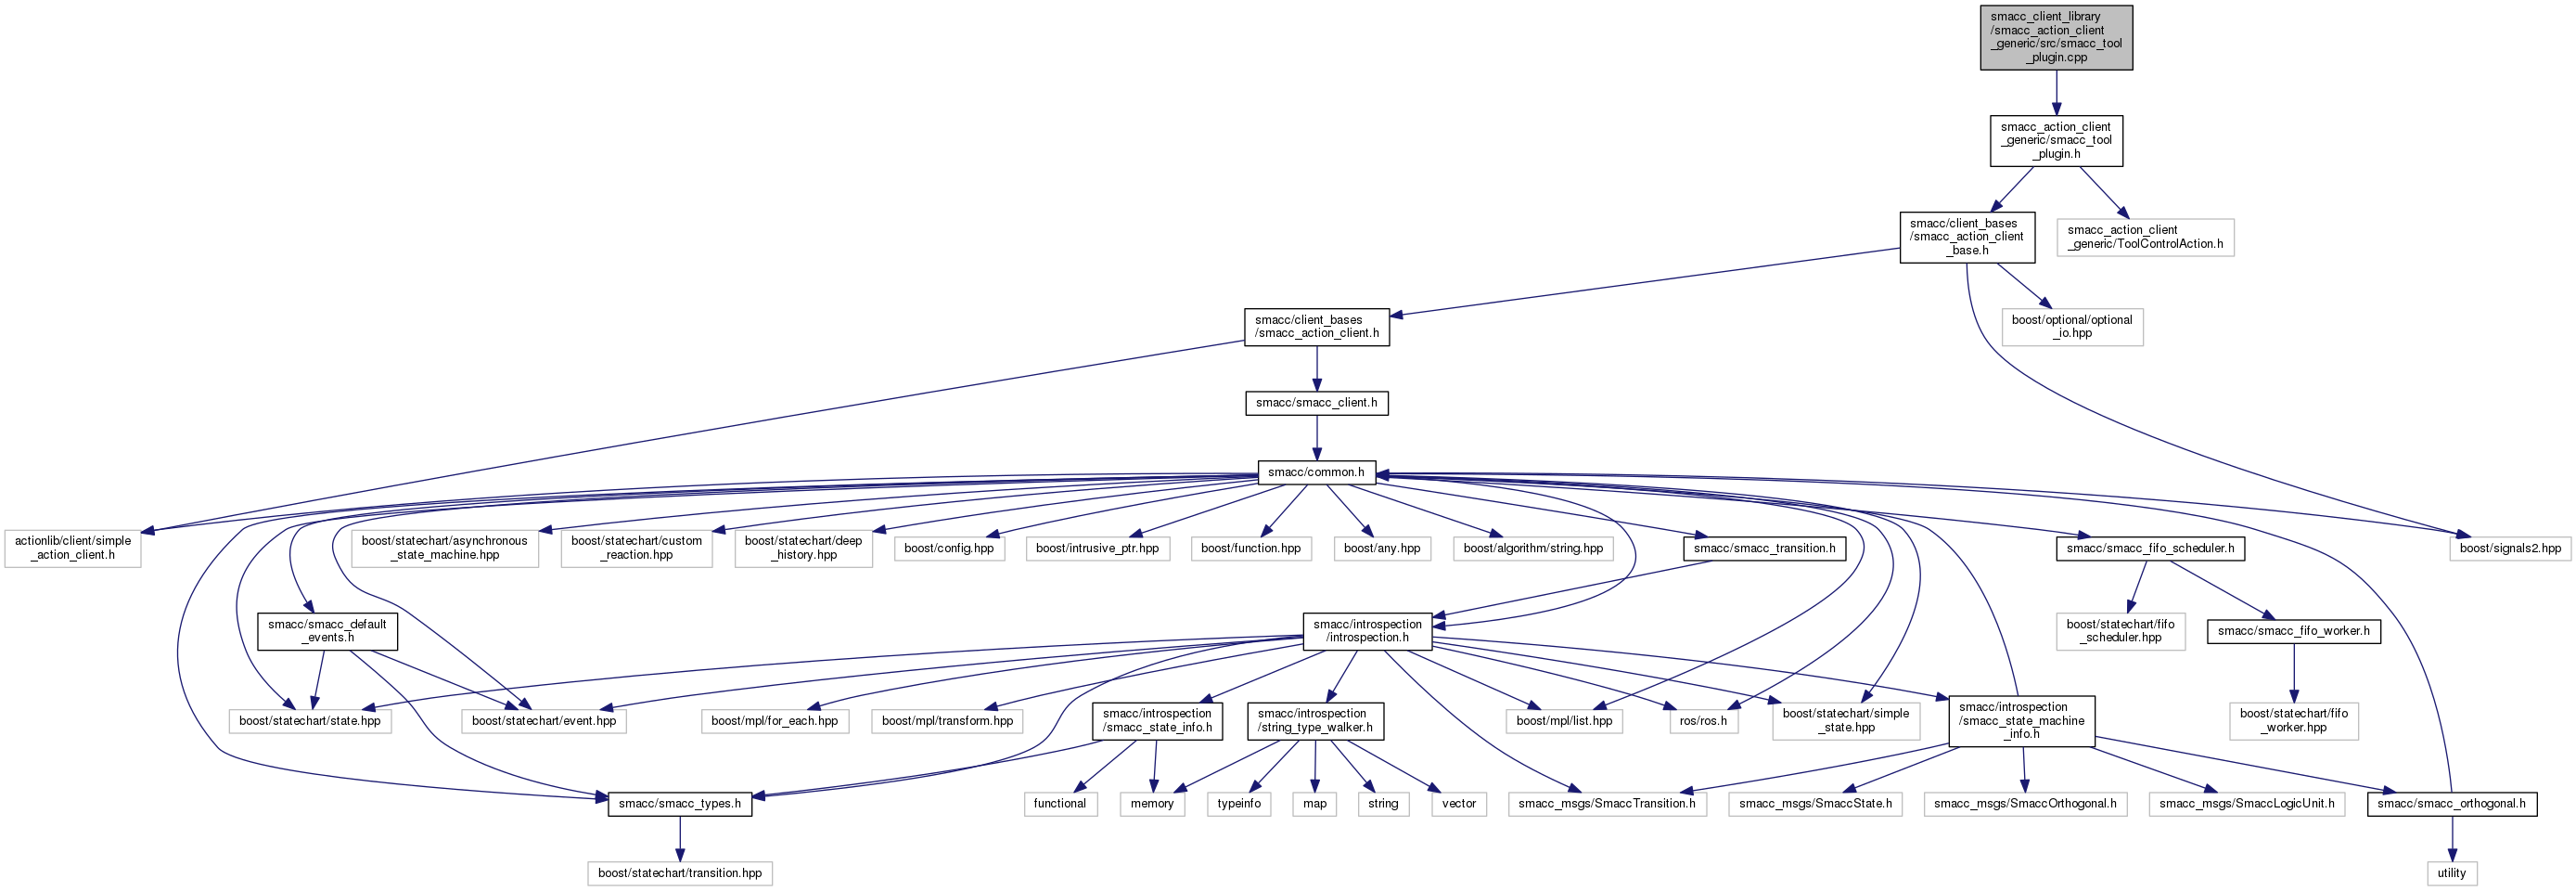 smacc_client_library
/smacc_action_client
_generic/src/smacc_tool
_plugin.cpp
smacc_action_client
_generic/smacc_tool
_plugin.h
smacc/client_bases
/smacc_action_client
_base.h
smacc_action_client
_generic/ToolControlAction.h
smacc/client_bases
/smacc_action_client.h
boost/optional/optional
_io.hpp
smacc/smacc_client.h
smacc/common.h
actionlib/client/simple
_action_client.h
boost/statechart/asynchronous
_state_machine.hpp
boost/statechart/custom
_reaction.hpp
boost/statechart/deep
_history.hpp
boost/config.hpp
boost/intrusive_ptr.hpp
boost/function.hpp
boost/any.hpp
boost/algorithm/string.hpp
smacc/smacc_transition.h
smacc/smacc_fifo_scheduler.h
boost/signals2.hpp
smacc/smacc_default
_events.h
smacc/introspection
/introspection.h
boost/statechart/fifo
_scheduler.hpp
smacc/smacc_fifo_worker.h
boost/statechart/state.hpp
boost/statechart/event.hpp
boost/mpl/for_each.hpp
boost/mpl/transform.hpp
smacc/introspection
/smacc_state_info.h
smacc/introspection
/string_type_walker.h
boost/mpl/list.hpp
ros/ros.h
boost/statechart/simple
_state.hpp
smacc/introspection
/smacc_state_machine
_info.h
boost/statechart/fifo
_worker.hpp
smacc/smacc_types.h
functional
memory
typeinfo
map
string
vector
smacc_msgs/SmaccTransition.h
smacc_msgs/SmaccState.h
smacc_msgs/SmaccOrthogonal.h
smacc_msgs/SmaccLogicUnit.h
smacc/smacc_orthogonal.h
boost/statechart/transition.hpp
utility